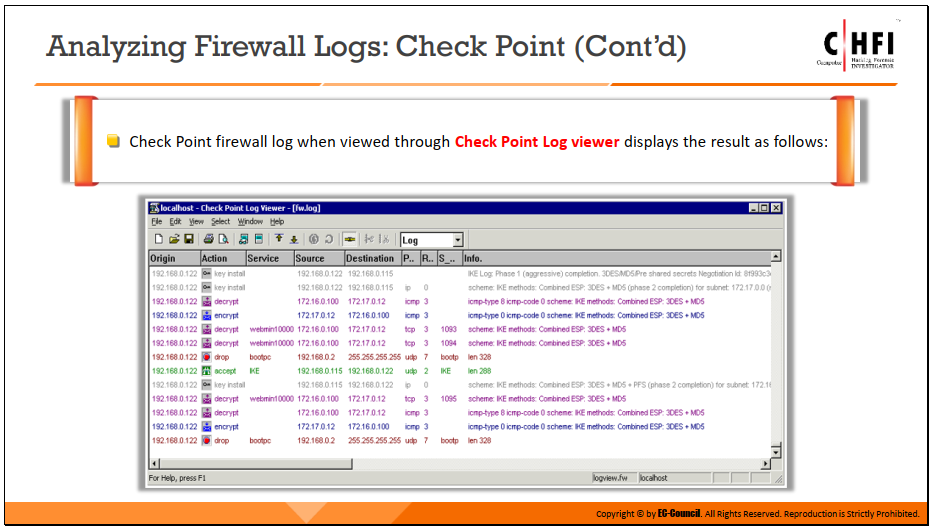 Analyzing Firewall Logs: Check Point (Cont'd)
CHFI
Computer Hacking Forensic
INVESTIGATOR
Check Point firewall log when viewed through Check Point Log viewer displays the result as follows:
localhost - Check Point Log Viewer - [fw.log]
File Edit View Select Window Help
Log
Origin Action Service Source Destination P.. R.. S_.. Info.
192.168.0.122 key install 192.168.0.122 192.168.0.115 IKE Log: Phase 1 (aggressive) completion. 3DES/MD5/Pre shared secrets Negotiation Id:
192.168.0.122 key install 192.168.0.122 192.168.0.115 ip 0 scheme: IKE methods: Combined ESP: 3DES + MD5 (phase 2 completion) for subnet: 172.17.0.0
192.168.0.122 decrypt 172.16.0.100 172.17.0.12 icmp 3 icmp-type 8 icmp-code 0 scheme: IKE methods: Combined ESP: 3DES + MD5
192.168.0.122 encrypt 172.17.0.12 172.16.0.100 icmp 3 icmp-type 0 icmp-code 0 scheme: IKE methods: Combined ESP: 3DES + MD5
192.168.0.122 decrypt webmin10000 172.16.0.100 172.17.0.12 tcp 3 1093 scheme: IKE methods: Combined ESP: 3DES + MD5
192.168.0.122 decrypt webmin10000 172.16.0.100 172.17.0.12 tcp 3 1094 scheme: IKE methods: Combined ESP: 3DES + MD5
192.168.0.122 drop bootpc 192.168.0.2 255.255.255.255 udp 7 bootp len 328
192.168.0.122 accept IKE 192.168.0.115 192.168.0.122 udp 2 IKE len 288
192.168.0.122 key install 192.168.0.115 192.168.0.122 ip 0 scheme: IKE methods: Combined ESP: 3DES + MD5 + PFS (phase 2 completion) for subnet:
192.168.0.122 decrypt webmin10000 172.16.0.100 172.17.0.12 tcp 3 1095 scheme: IKE methods: Combined ESP: 3DES + MD5
192.168.0.122 decrypt 172.16.0.100 172.17.0.12 icmp 3 icmp-type 8 icmp-code 0 scheme: IKE methods: Combined ESP: 3DES + MD5
192.168.0.122 encrypt 172.17.0.12 172.16.0.100 icmp 3 icmp-type 0 icmp-code 0 scheme: IKE methods: Combined ESP: 3DES + MD5
192.168.0.122 drop bootpc 192.168.0.2 255.255.255.255 udp 7 bootp len 328
For Help, press F1 logview.fw localhost
Copyright © by EC-Council. All Rights Reserved. Reproduction is Strictly Prohibited.